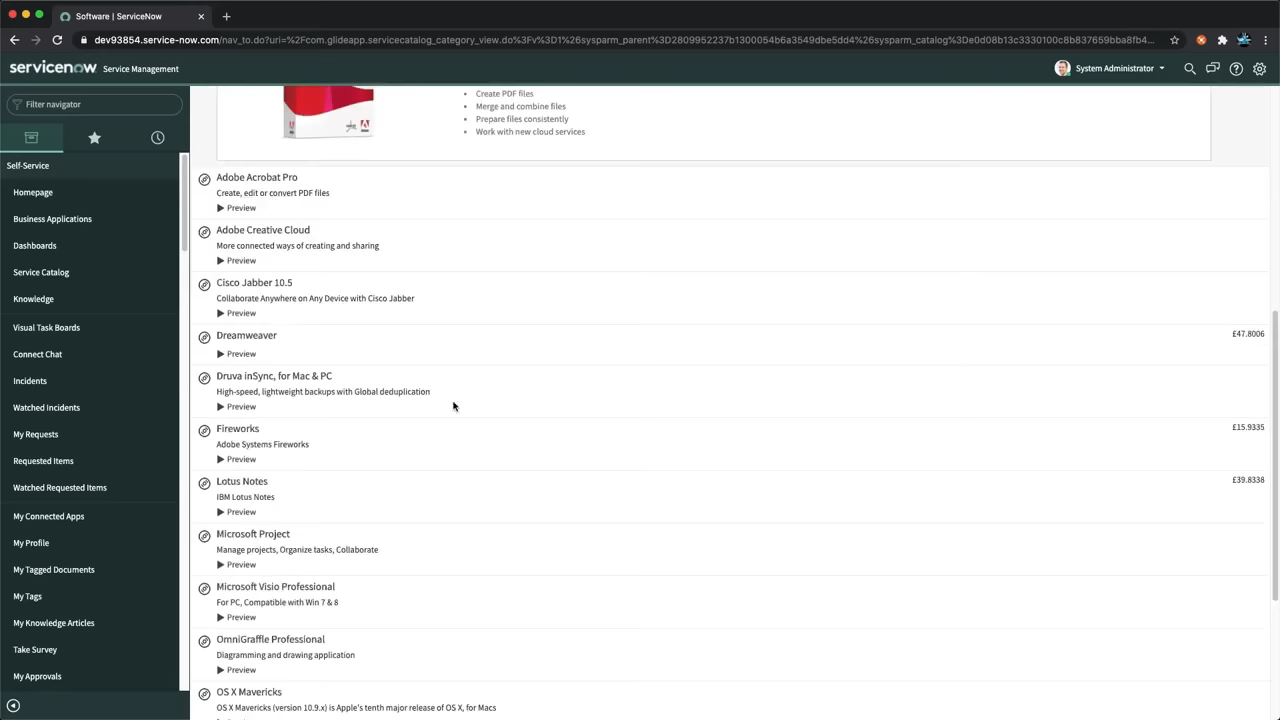 Software | ServiceNow
dev93854.service-now.com/nav_to.do?uri=%2Fcom.glideapp.servicecatalog_category_view.do%3Fv%3D1%26sysparm_parent%3D2809952237b1300054b6a3549dbe5dd4%26sysparm_catalog%3De0d08b13c3330100c8b837659bba8fb4...
servicenow Service Management
System Administrator
Filter navigator
Self-Service
Homepage
Business Applications
Dashboards
Service Catalog
Knowledge
Visual Task Boards
Connect Chat
Incidents
Watched Incidents
My Requests
Requested Items
Watched Requested Items
My Connected Apps
My Profile
My Tagged Documents
My Tags
My Knowledge Articles
Take Survey
My Approvals
Create PDF files
Merge and combine files
Prepare files consistently
Work with new cloud services
Adobe Acrobat Pro
Create, edit or convert PDF files
Preview
Adobe Creative Cloud
More connected ways of creating and sharing
Preview
Cisco Jabber 10.5
Collaborate Anywhere on Any Device with Cisco Jabber
Preview
Dreamweaver
£47.8006
Preview
Druva inSync, for Mac & PC
High-speed, lightweight backups with Global deduplication
Preview
Fireworks
£15.9335
Adobe Systems Fireworks
Preview
Lotus Notes
£39.8338
IBM Lotus Notes
Preview
Microsoft Project
Manage projects, Organize tasks, Collaborate
Preview
Microsoft Visio Professional
For PC, Compatible with Win 7 & 8
Preview
OmniGraffle Professional
Diagramming and drawing application
Preview
OS X Mavericks
OS X Mavericks (version 10.9.x) is Apple's tenth major release of OS X, for Macs